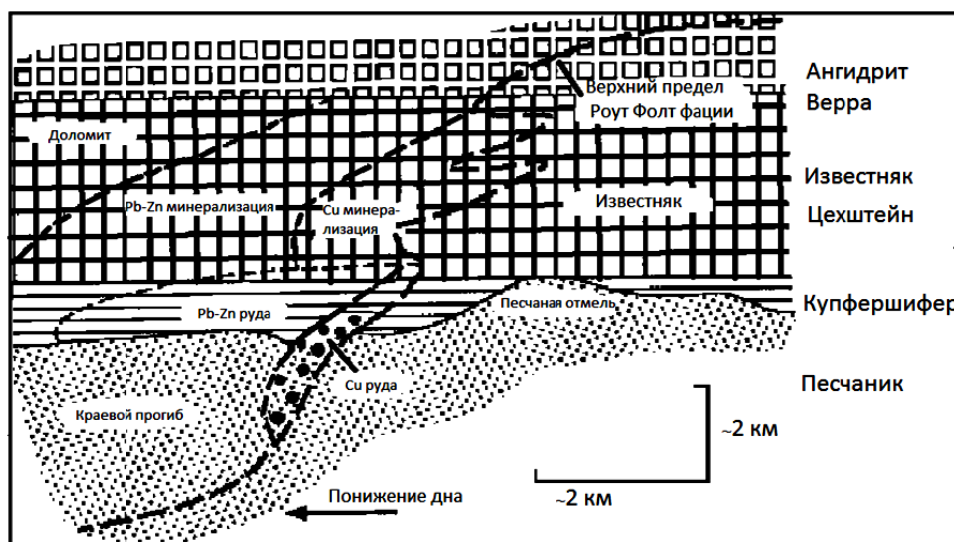 Ангидрит
Верра
Верхний предел
Роут Фолт фации
Доломит
Известняк
Pb-Zn минерализация
Cu минера-
лизация
Известняк
Цехштейн
Pb-Zn руда
Песчаная отмель
Купфершифер
Cu руда
Песчаник
Краевой прогиб
~2 км
~2 км
Понижение дна